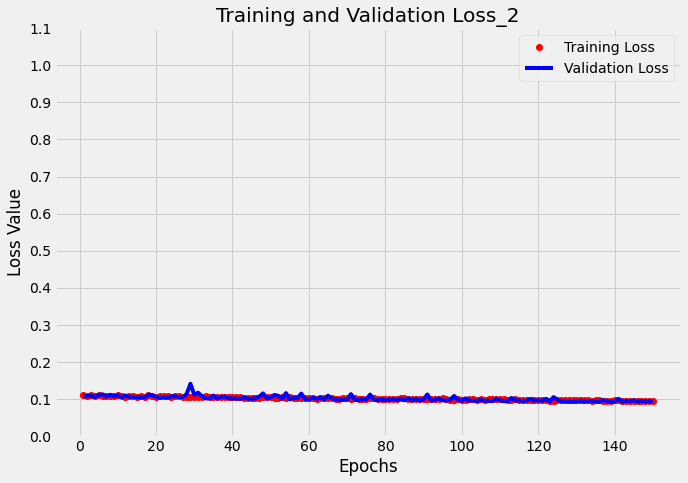 Training and Validation Loss_2
1.1
1.0
0.9
0.8
0.7
0.6
0.5
0.4
0.3
0.2
0.1
0.0
Loss Value
Training Loss
Validation Loss
0 20 40 60 80 100 120 140
Epochs